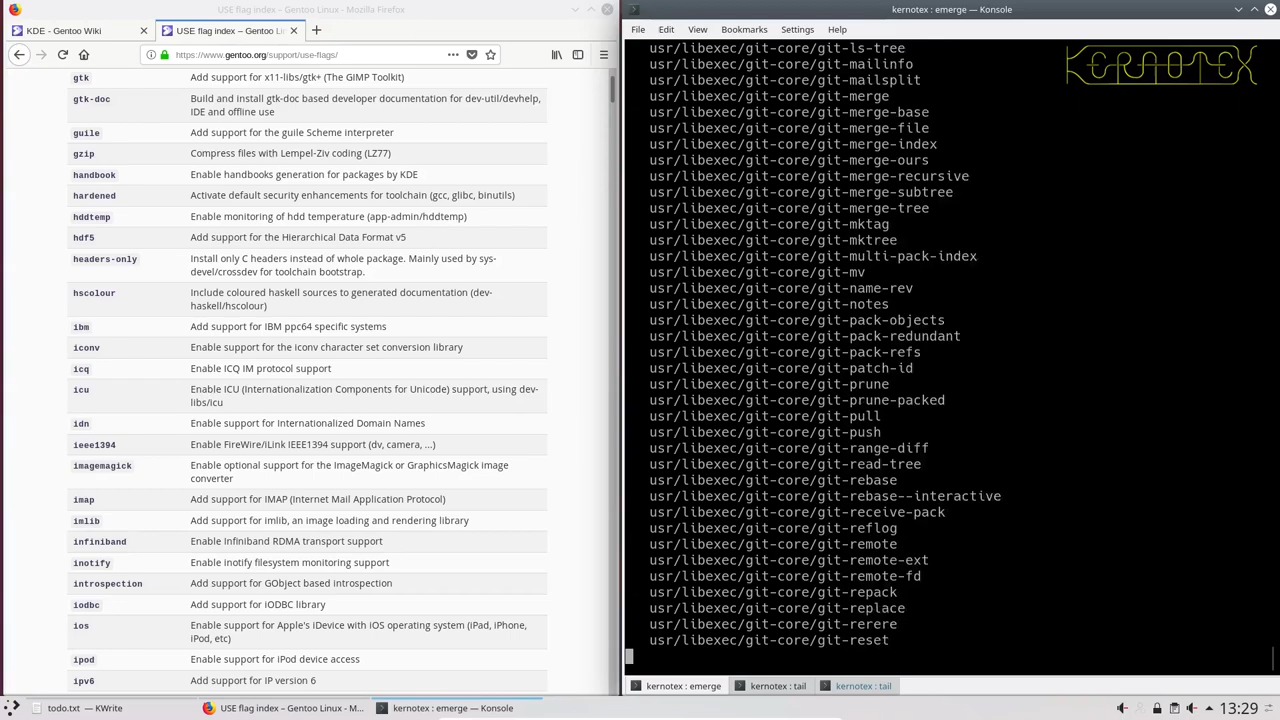 USE flag index – Gentoo Linux - Mozilla Firefox
KDE - Gentoo Wiki
USE flag index – Gentoo Li
https://www.gentoo.org/support/use-flags/
gtk Add support for x11-libs/gtk+ (The GIMP Toolkit)
gtk-doc Build and install gtk-doc based developer documentation for dev-util/devhelp,
IDE and offline use
guile Add support for the guile Scheme interpreter
gzip Compress files with Lempel-Ziv coding (LZ77)
handbook Enable handbooks generation for packages by KDE
hardened Activate default security enhancements for toolchain (gcc, glibc, binutils)
hddtemp Enable monitoring of hdd temperature (app-admin/hddtemp)
hdf5 Add support for the Hierarchical Data Format v5
headers-only Install only C headers instead of whole package. Mainly used by sys-
devel/crossdev for toolchain bootstrap.
hscolour Include coloured haskell sources to generated documentation (dev-
haskell/hscolour)
ibm Add support for IBM ppc64 specific systems
iconv Enable support for the iconv character set conversion library
icq Enable ICQ IM protocol support
icu Enable ICU (Internationalization Components for Unicode) support, using dev-
libs/icu
idn Enable support for Internationalized Domain Names
ieee1394 Enable FireWire/iLink IEEE1394 support (dv, camera, ...)
imagemagick Enable optional support for the ImageMagick or GraphicsMagick image
converter
imap Add support for IMAP (Internet Mail Application Protocol)
imlib Add support for imlib, an image loading and rendering library
infiniband Enable Infiniband RDMA transport support
inotify Enable inotify filesystem monitoring support
introspection Add support for GObject based introspection
iodbc Add support for iODBC library
ios Enable support for Apple's iDevice with iOS operating system (iPad, iPhone,
iPod, etc)
ipod Enable support for iPod device access
ipv6 Add support for IP version 6
kernotex : emerge — Konsole
File Edit View Bookmarks Settings Help
KERNOTEX
usr/libexec/git-core/git-ls-tree
usr/libexec/git-core/git-mailinfo
usr/libexec/git-core/git-mailsplit
usr/libexec/git-core/git-merge
usr/libexec/git-core/git-merge-base
usr/libexec/git-core/git-merge-file
usr/libexec/git-core/git-merge-index
usr/libexec/git-core/git-merge-ours
usr/libexec/git-core/git-merge-recursive
usr/libexec/git-core/git-merge-subtree
usr/libexec/git-core/git-merge-tree
usr/libexec/git-core/git-mktag
usr/libexec/git-core/git-mktree
usr/libexec/git-core/git-multi-pack-index
usr/libexec/git-core/git-mv
usr/libexec/git-core/git-name-rev
usr/libexec/git-core/git-notes
usr/libexec/git-core/git-pack-objects
usr/libexec/git-core/git-pack-redundant
usr/libexec/git-core/git-pack-refs
usr/libexec/git-core/git-patch-id
usr/libexec/git-core/git-prune
usr/libexec/git-core/git-prune-packed
usr/libexec/git-core/git-pull
usr/libexec/git-core/git-push
usr/libexec/git-core/git-range-diff
usr/libexec/git-core/git-read-tree
usr/libexec/git-core/git-rebase
usr/libexec/git-core/git-rebase--interactive
usr/libexec/git-core/git-receive-pack
usr/libexec/git-core/git-reflog
usr/libexec/git-core/git-remote
usr/libexec/git-core/git-remote-ext
usr/libexec/git-core/git-remote-fd
usr/libexec/git-core/git-repack
usr/libexec/git-core/git-replace
usr/libexec/git-core/git-rerere
usr/libexec/git-core/git-reset
kernotex : emerge
kernotex : tail
kernotex : tail
todo.txt — KWrite
USE flag index – Gentoo Linux - M...
kernotex : emerge — Konsole
13:29